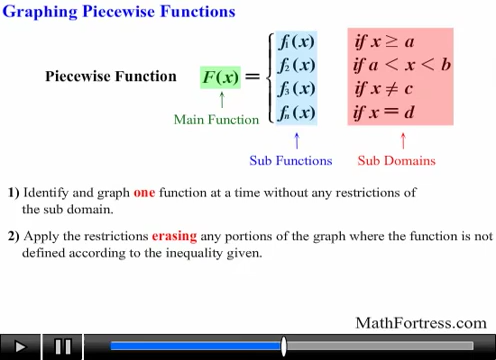 Graphing Piecewise Functions
Piecewise Function F(x) =
f₁(x) if x ≥ a
f₂(x) if a < x < b
f₃(x) if x ≠ c
fₙ(x) if x = d
Main Function
Sub Functions Sub Domains
1) Identify and graph one function at a time without any restrictions of
the sub domain.
2) Apply the restrictions erasing any portions of the graph where the function is not
defined according to the inequality given.
MathFortress.com